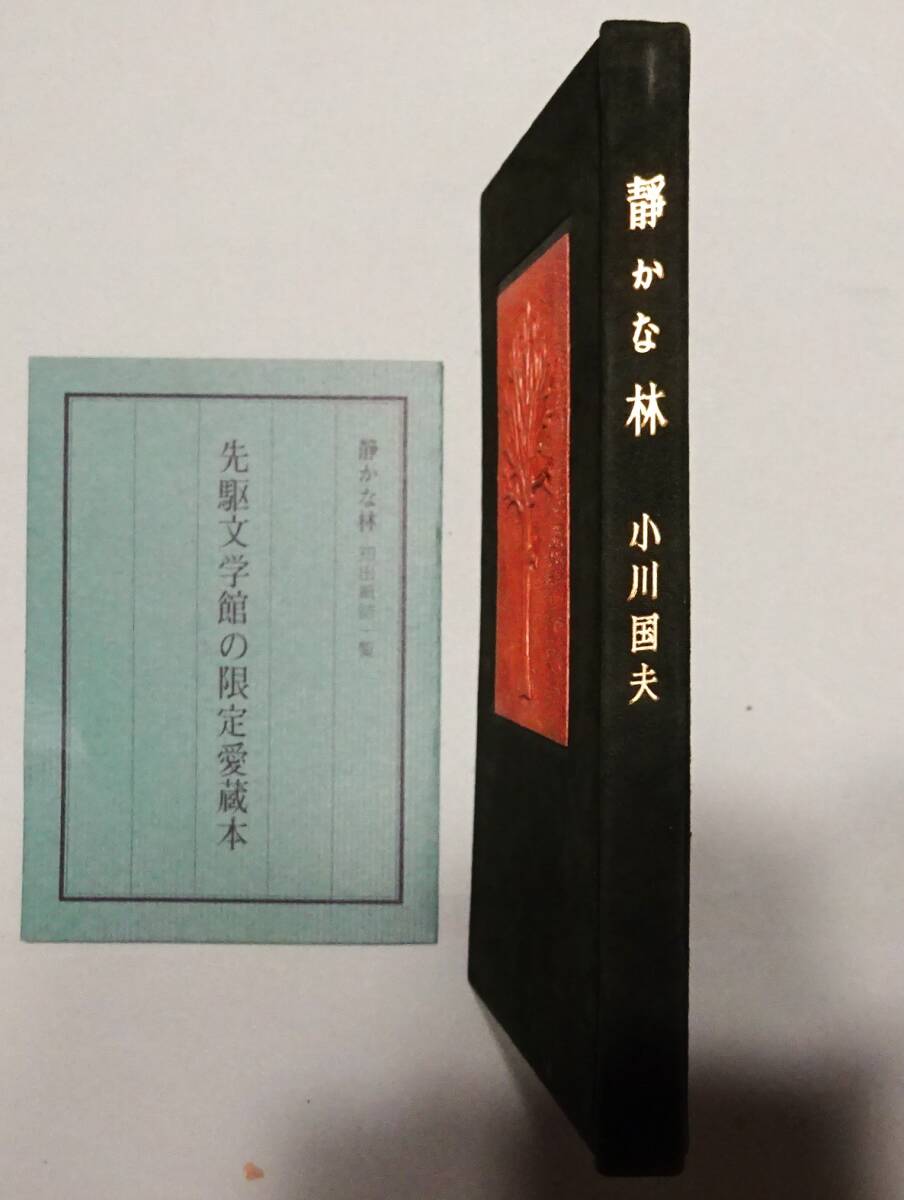 静かな林 小川国夫
静かな林 初出紙誌一覧
先駆文学館の限定愛蔵本